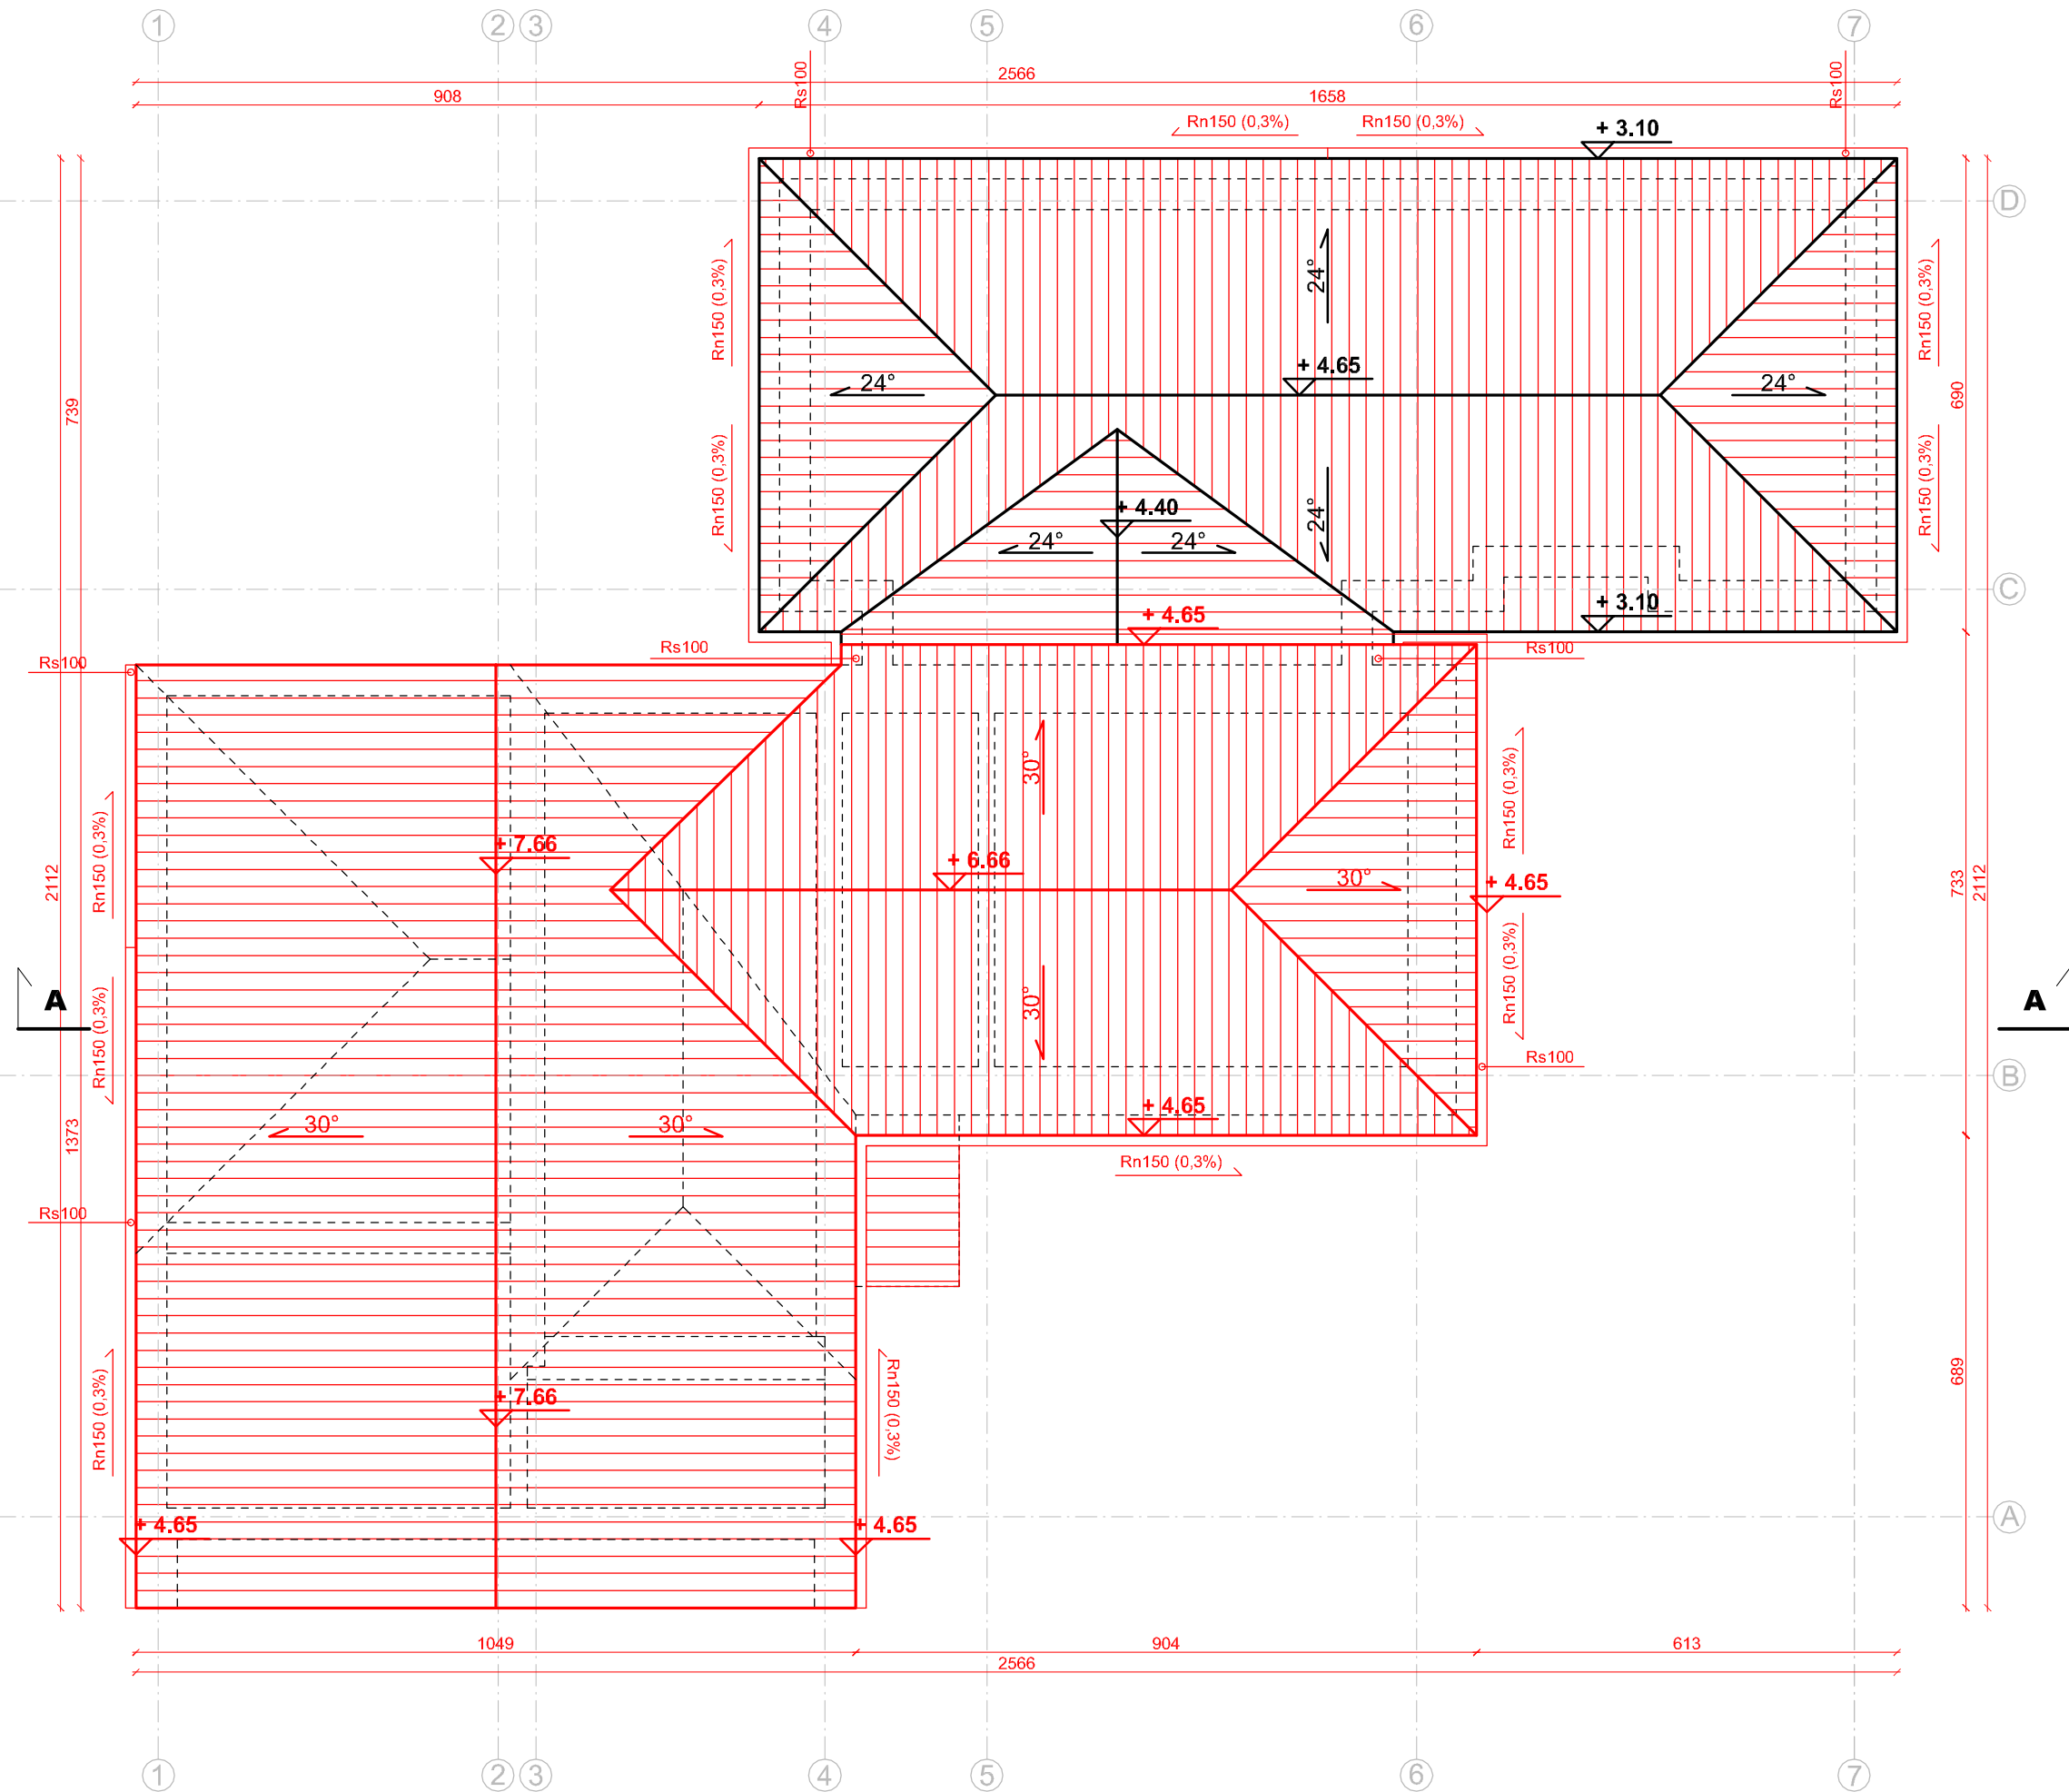 1 2 3 4 5 6 7
2566
908 1658
Rs100 Rs100
Rn150 (0,3%) Rn150 (0,3%)
+ 3.10
D
24°
Rn150 (0,3%) Rn150 (0,3%)
+ 4.65
24° 24°
739 690
Rn150 (0,3%) Rn150 (0,3%)
+ 4.40
24°
24° 24°
C
+ 3.10
+ 4.65
Rs100 Rs100 Rs100
30°
Rn150 (0,3%) Rn150 (0,3%)
+ 7.66
+ 6.66
30°
+ 4.65
2112 733 2112
Rn150 (0,3%) Rn150 (0,3%)
A A
30°
Rs100
B
+ 4.65
30° 30°
1373
Rn150 (0,3%)
Rs100
689
+ 7.66
Rn150 (0,3%) Rn150 (0,3%)
A
+ 4.65 + 4.65
1049 904 613
2566
1 2 3 4 5 6 7